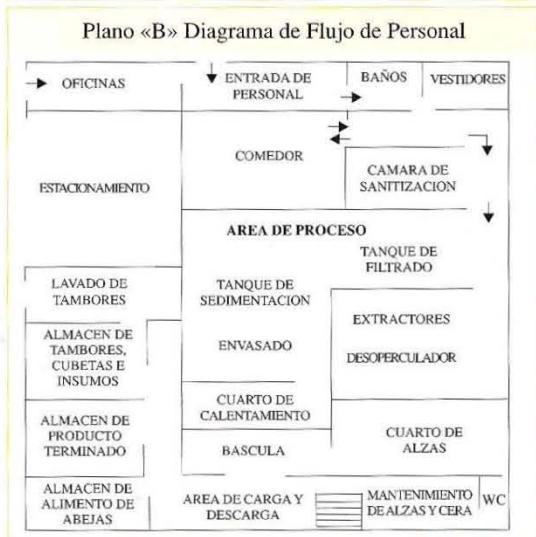 Plano «B» Diagrama de Flujo de Personal
OFICINAS
ENTRADA DE
PERSONAL
BAÑOS
VESTIDORES
COMEDOR
ESTACIONAMIENTO
CAMARA DE
SANITIZACION
AREA DE PROCESO
TANQUE DE
FILTRADO
LAVADO DE
TAMBORES
TANQUE DE
SEDIMENTACION
EXTRACTORES
ALMACEN DE
TAMBORES,
CUBETAS E
INSUMOS
ENVASADO
DESOPERCULADOR
CUARTO DE
CALENTAMIENTO
ALMACEN DE
PRODUCTO
TERMINADO
CUARTO DE
ALZAS
BASCULA
ALMACEN DE
ALIMENTO DE
ABEJAS
AREA DE CARGA Y
DESCARGA
MANTENIMIENTO
DE ALZAS Y CERA
WC